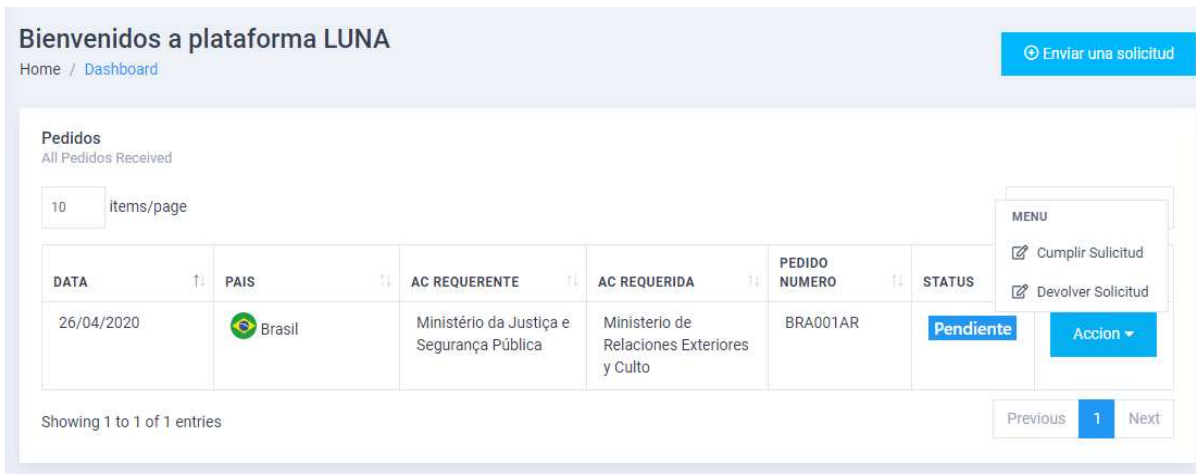 Bienvenidos a plataforma LUNA
Home / Dashboard
Enviar una solicitud
Pedidos
All Pedidos Received
10 items/page
MENU
Cumplir Sulicitud
Devolver Solicitud
DATA PAIS AC REQUERENTE AC REQUERIDA PEDIDO NUMERO STATUS
26/04/2020 Brasil Ministério da Justiça e Segurança Pública Ministerio de Relaciones Exteriores y Culto BRA001AR Pendiente Accion
Showing 1 to 1 of 1 entries
Previous 1 Next